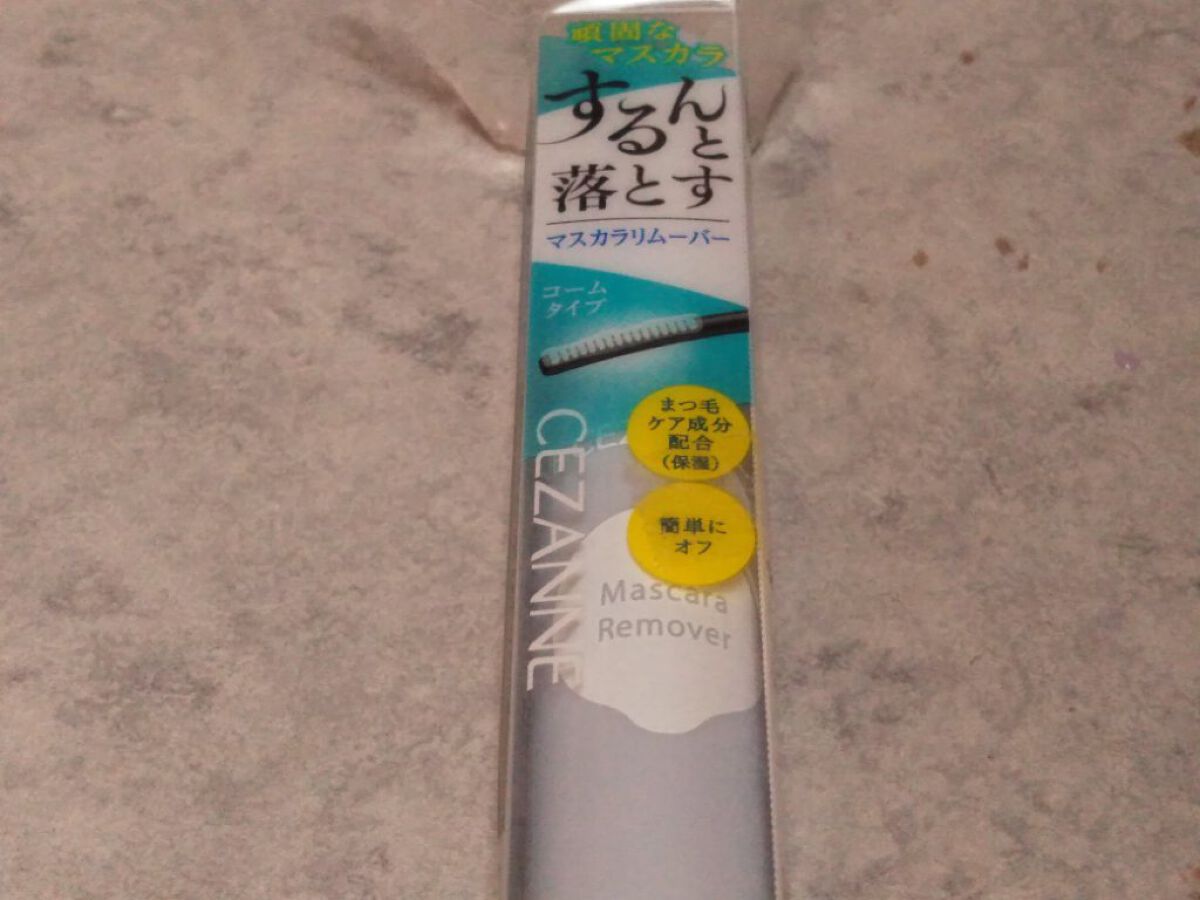 頑固な
マスカラ
するんと
落とす
マスカラリムーバー
コーム
タイプ
まつ毛
ケア成分
配合
(保湿)
簡単に
オフ
CEZANNE
Mascara
Remover